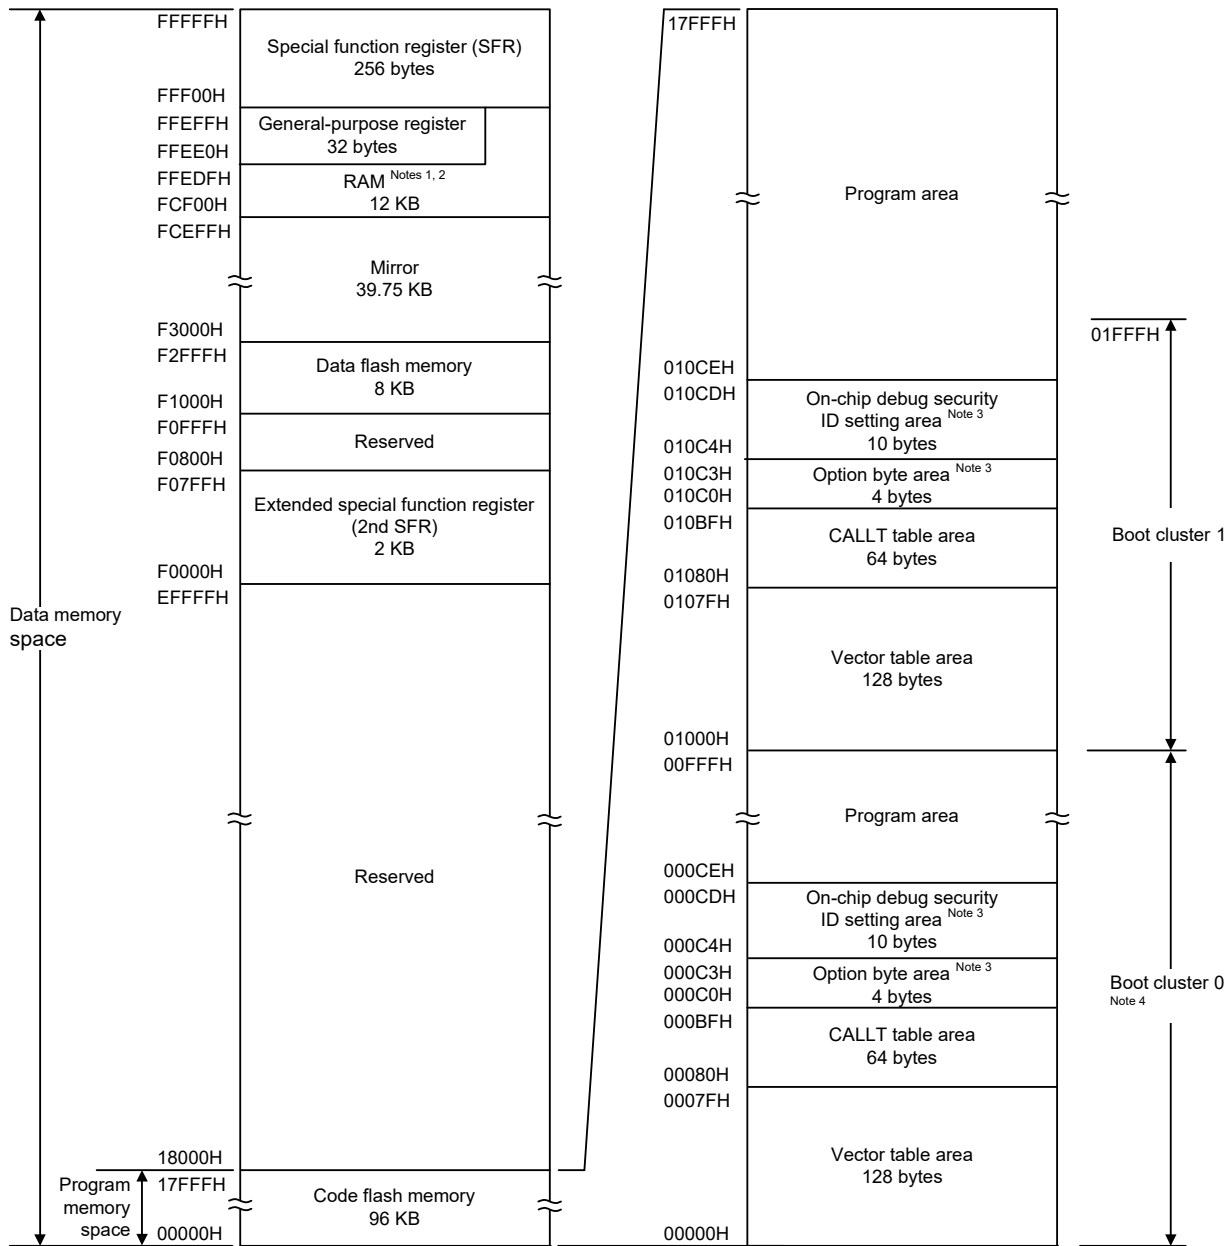 FFFFFH
Special function register (SFR)
256 bytes
FFF00H
FFEFFH
General-purpose register
32 bytes
FFEE0H
FFEDFH
RAM Notes 1, 2
12 KB
FCF00H
FCEFFH
Mirror
39.75 KB
F3000H
F2FFFH
Data flash memory
8 KB
F1000H
F0FFFH
Reserved
F0800H
F07FFH
Extended special function register
(2nd SFR)
2 KB
F0000H
EFFFFH
Data memory
space
Reserved
18000H
17FFFH
Program
memory
space
Code flash memory
96 KB
00000H
17FFFH
Program area
01FFFH
010CEH
010CDH
On-chip debug security
ID setting area Note 3
10 bytes
010C4H
010C3H
Option byte area Note 3
4 bytes
010C0H
010BFH
CALLT table area
64 bytes
Boot cluster 1
01080H
0107FH
Vector table area
128 bytes
01000H
00FFFH
Program area
000CEH
000CDH
On-chip debug security
ID setting area Note 3
10 bytes
000C4H
000C3H
Option byte area Note 3
4 bytes
000C0H
Boot cluster 0
Note 4
000BFH
CALLT table area
64 bytes
00080H
0007FH
Vector table area
128 bytes
00000H